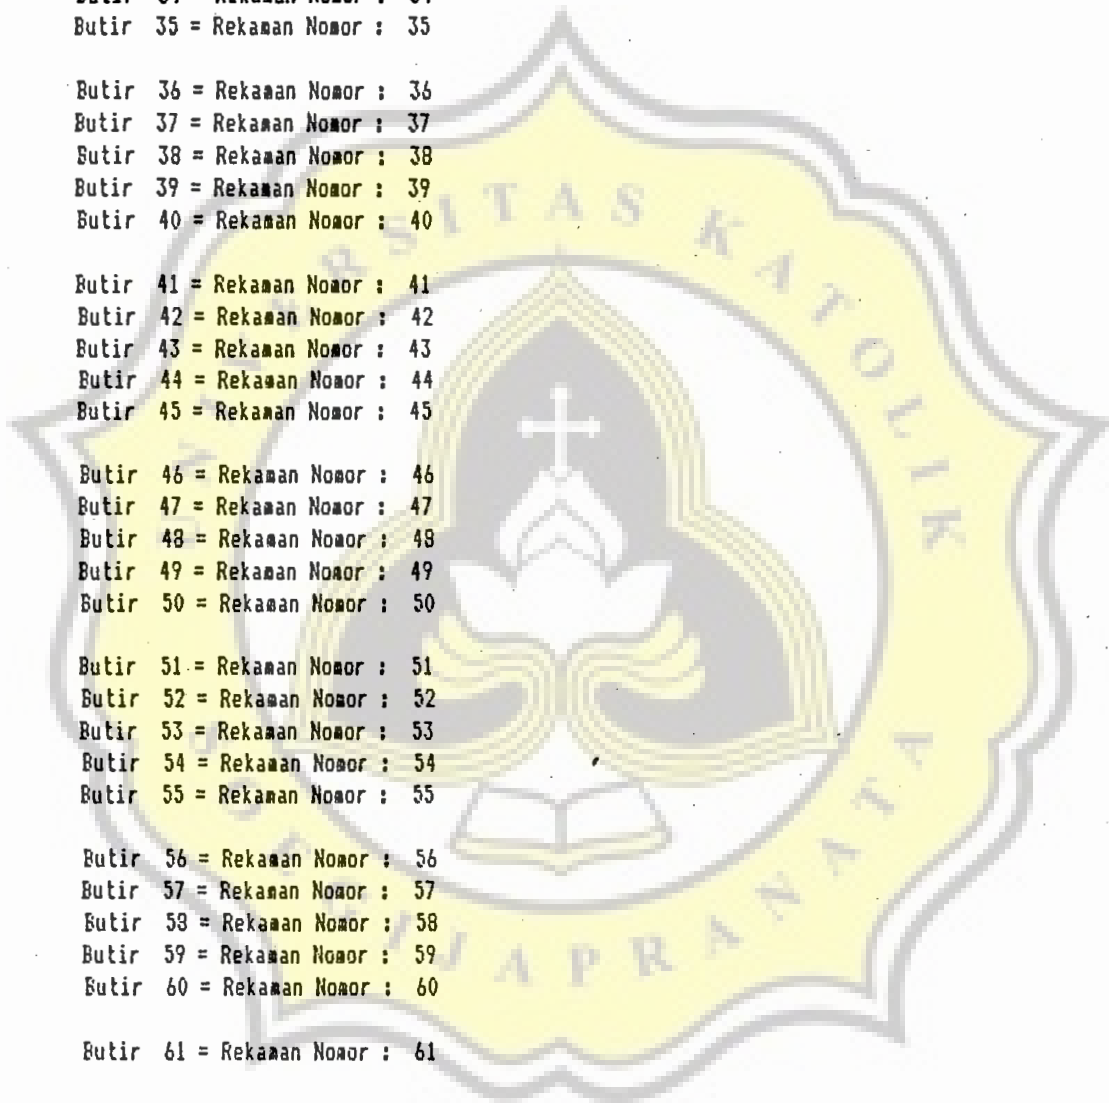 Butir 35 = Rekaman Nomor : 35
Butir 36 = Rekaman Nomor : 36
Butir 37 = Rekaman Nomor : 37
Butir 38 = Rekaman Nomor : 38
Butir 39 = Rekaman Nomor : 39
Butir 40 = Rekaman Nomor : 40
Butir 41 = Rekaman Nomor : 41
Butir 42 = Rekaman Nomor : 42
Butir 43 = Rekaman Nomor : 43
Butir 44 = Rekaman Nomor : 44
Butir 45 = Rekaman Nomor : 45
Butir 46 = Rekaman Nomor : 46
Butir 47 = Rekaman Nomor : 47
Butir 48 = Rekaman Nomor : 48
Butir 49 = Rekaman Nomor : 49
Butir 50 = Rekaman Nomor : 50
Butir 51 = Rekaman Nomor : 51
Butir 52 = Rekaman Nomor : 52
Butir 53 = Rekaman Nomor : 53
Butir 54 = Rekaman Nomor : 54
Butir 55 = Rekaman Nomor : 55
Butir 56 = Rekaman Nomor : 56
Butir 57 = Rekaman Nomor : 57
Butir 58 = Rekaman Nomor : 58
Butir 59 = Rekaman Nomor : 59
Butir 60 = Rekaman Nomor : 60
Butir 61 = Rekaman Nomor : 61
UNIVERSITAS KATOLIK
SOEGIJAPRANATA